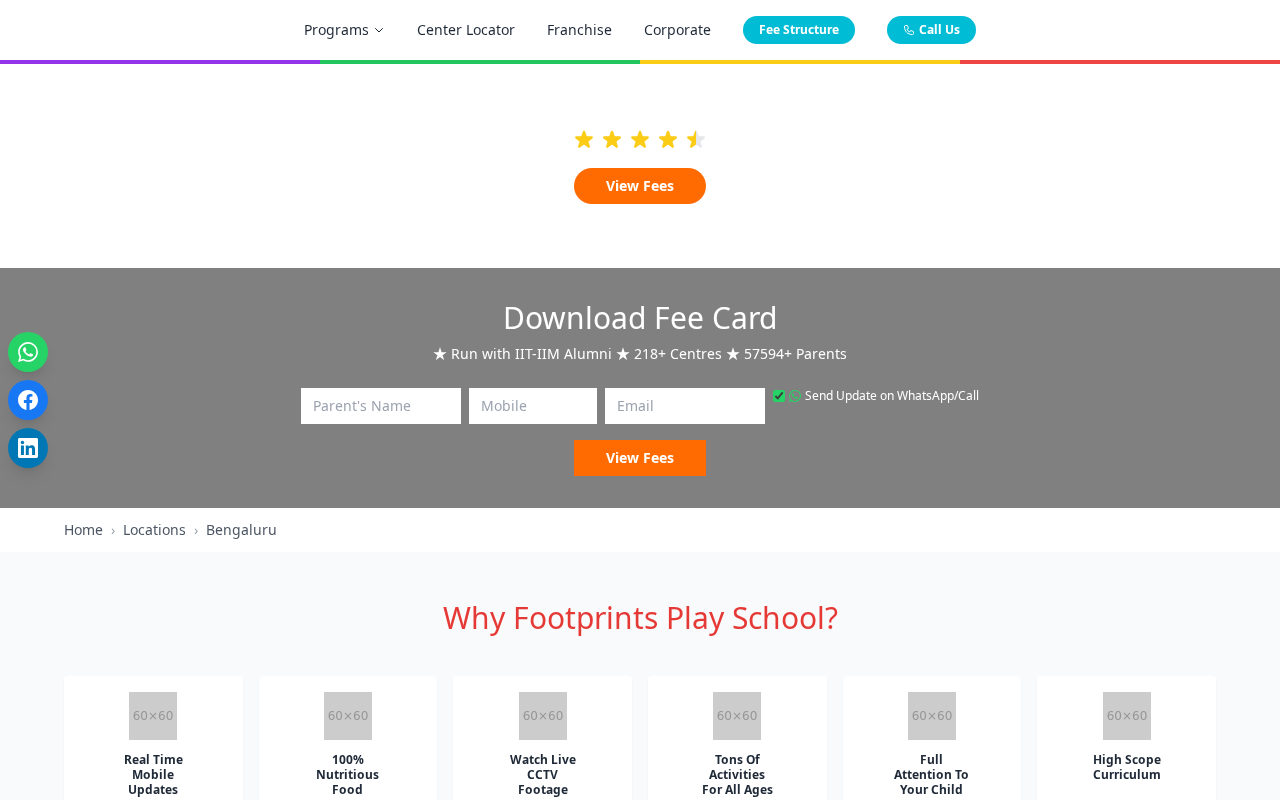 Programs
Center Locator
Franchise
Corporate
Fee Structure
Call Us
View Fees
Download Fee Card
★ Run with IIT-IIM Alumni ★ 218+ Centres ★ 57594+ Parents
Parent's Name
Mobile
Email
Send Update on WhatsApp/Call
View Fees
Home › Locations › Bengaluru
Why Footprints Play School?
60×60
Real Time
Mobile
Updates
60×60
100%
Nutritious
Food
60×60
Watch Live
CCTV
Footage
60×60
Tons Of
Activities
For All Ages
60×60
Full
Attention To
Your Child
60×60
High Scope
Curriculum